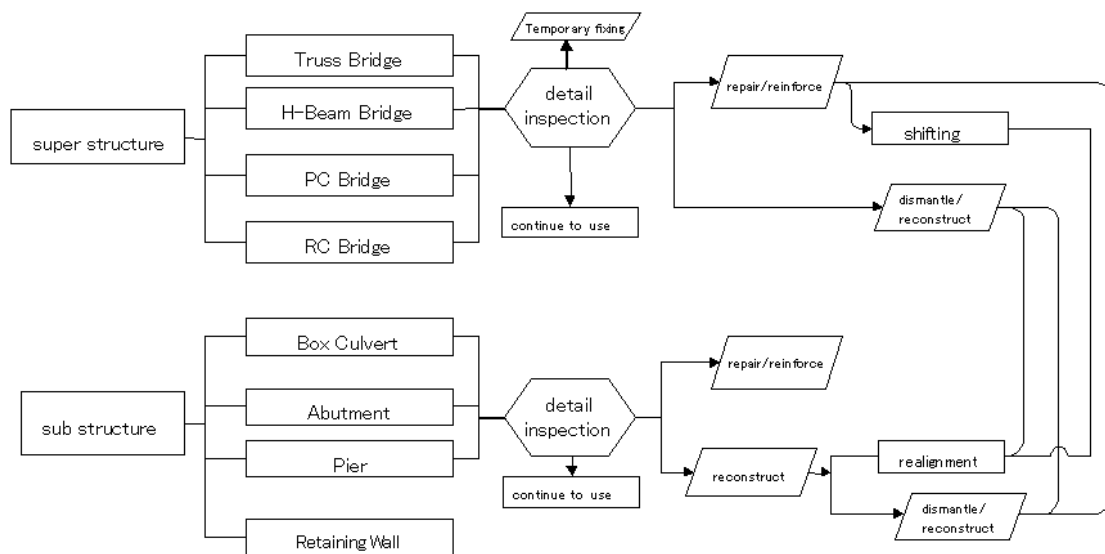 Temporary fixing
Truss Bridge
H-Beam Bridge
PC Bridge
RC Bridge
super structure
detail
inspection
continue to use
repair/reinforce
shifting
dismantle/
reconstruct
Box Culvert
Abutment
Pier
Retaining Wall
sub structure
detail
inspection
continue to use
repair/reinforce
reconstruct
realignment
dismantle/
reconstruct